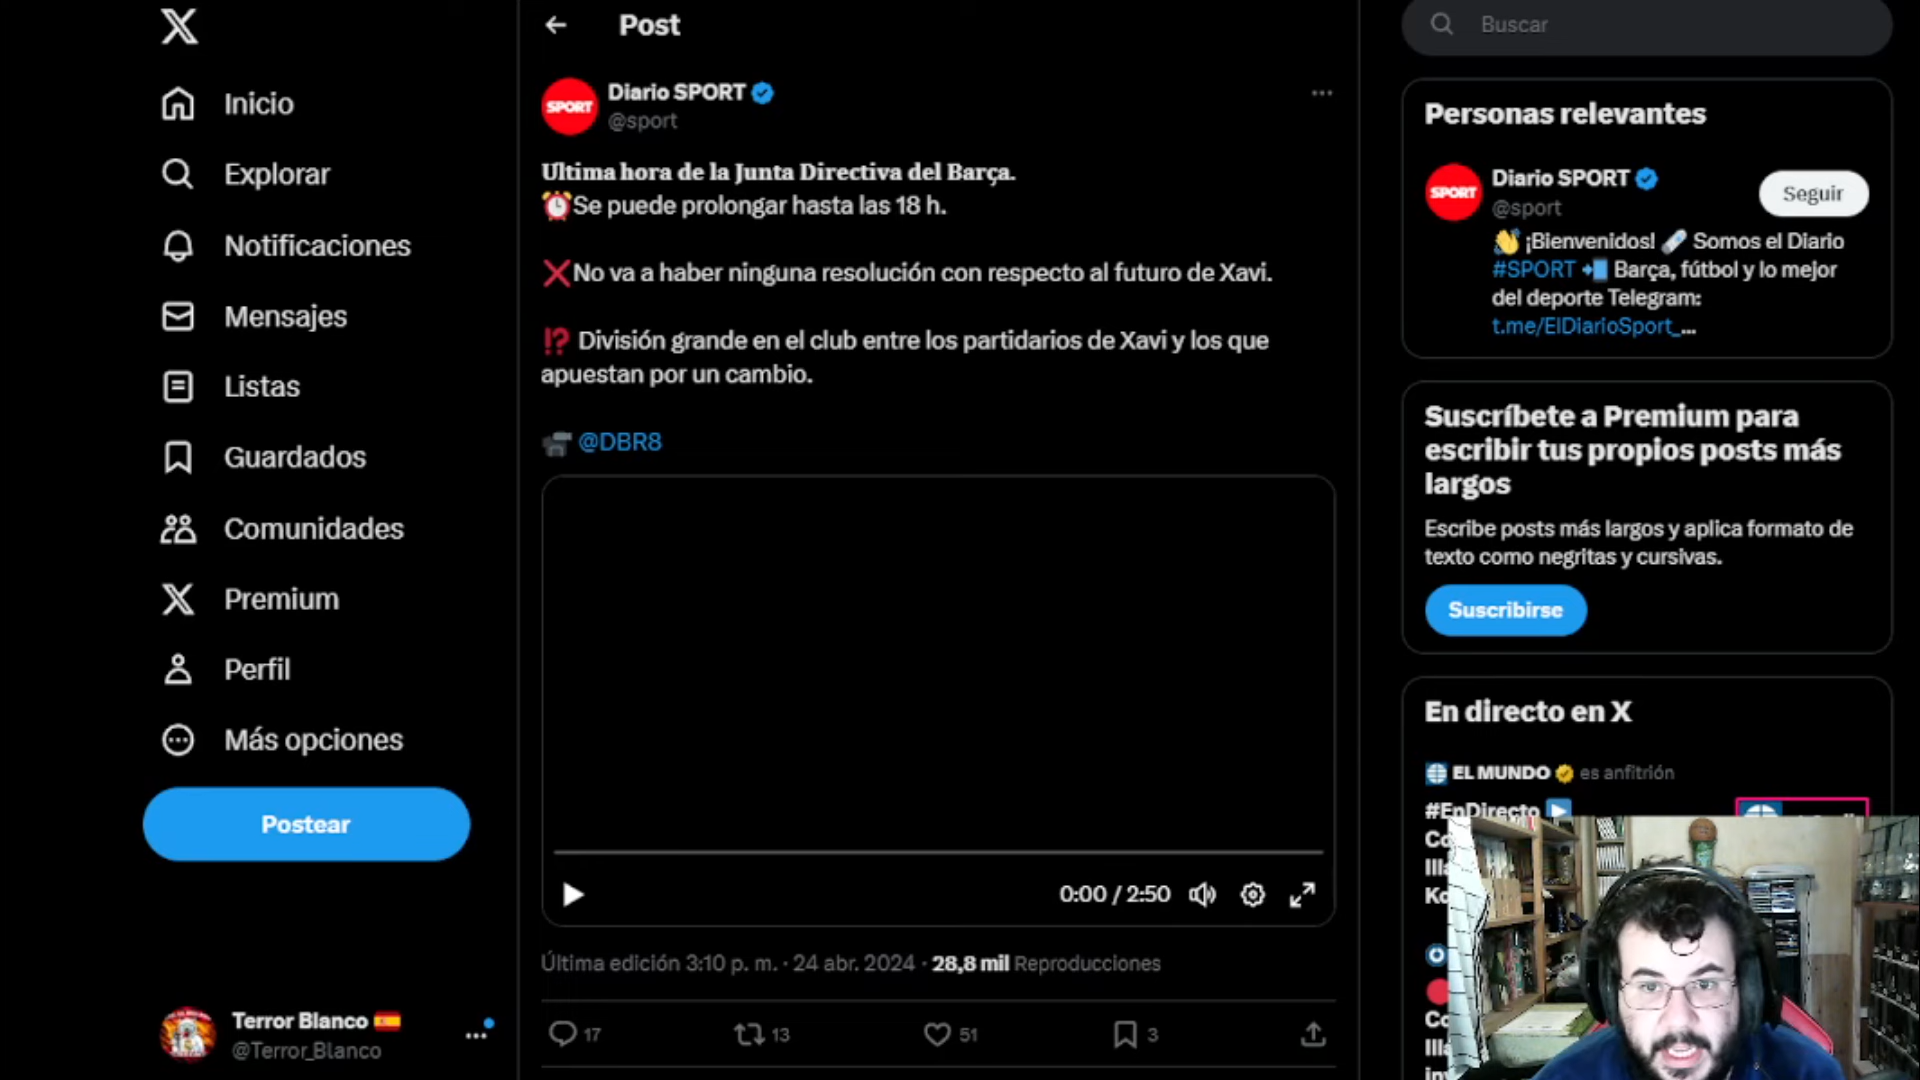 Inicio
Explorar
Notificaciones
Mensajes
Listas
Guardados
Comunidades
Premium
Perfil
Más opciones
Postear
Terror Blanco
@Terror_Blanco
Post
SPORT
Diario SPORT
@sport
Ultima hora de la Junta Directiva del Barça.
Se puede prolongar hasta las 18 h.
No va a haber ninguna resolución con respecto al futuro de Xavi.
⁉ División grande en el club entre los partidarios de Xavi y los que
apuestan por un cambio.
@DBR8
0:00 / 2:50
Última edición 3:10 p. m. · 24 abr. 2024 · 28,8 mil Reproducciones
17 13 51 3
Buscar
Personas relevantes
SPORT
Diario SPORT
@sport
Seguir
¡Bienvenidos! Somos el Diario
#SPORT Barça, fútbol y lo mejor
del deporte Telegram:
t.me/ElDiarioSport_...
Suscríbete a Premium para
escribir tus propios posts más
largos
Escribe posts más largos y aplica formato de
texto como negritas y cursivas.
Suscribirse
En directo en X
EL MUNDO es anfitrión
#EnDirecto